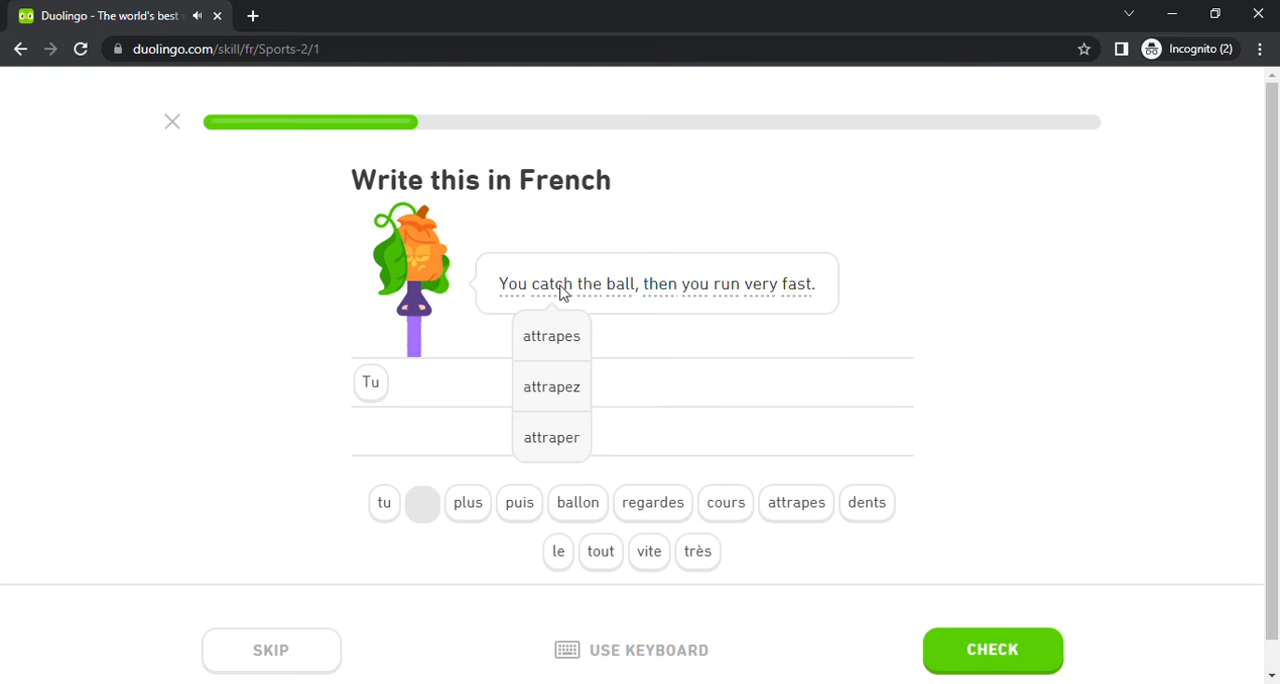 Duolingo - The world's best
duolingo.com/skill/fr/Sports-2/1
Incognito (2)
Write this in French
You catch the ball, then you run very fast.
attrapes
attrapez
attraper
Tu
tu plus puis ballon regardes cours attrapes dents
le tout vite très
SKIP
USE KEYBOARD
CHECK